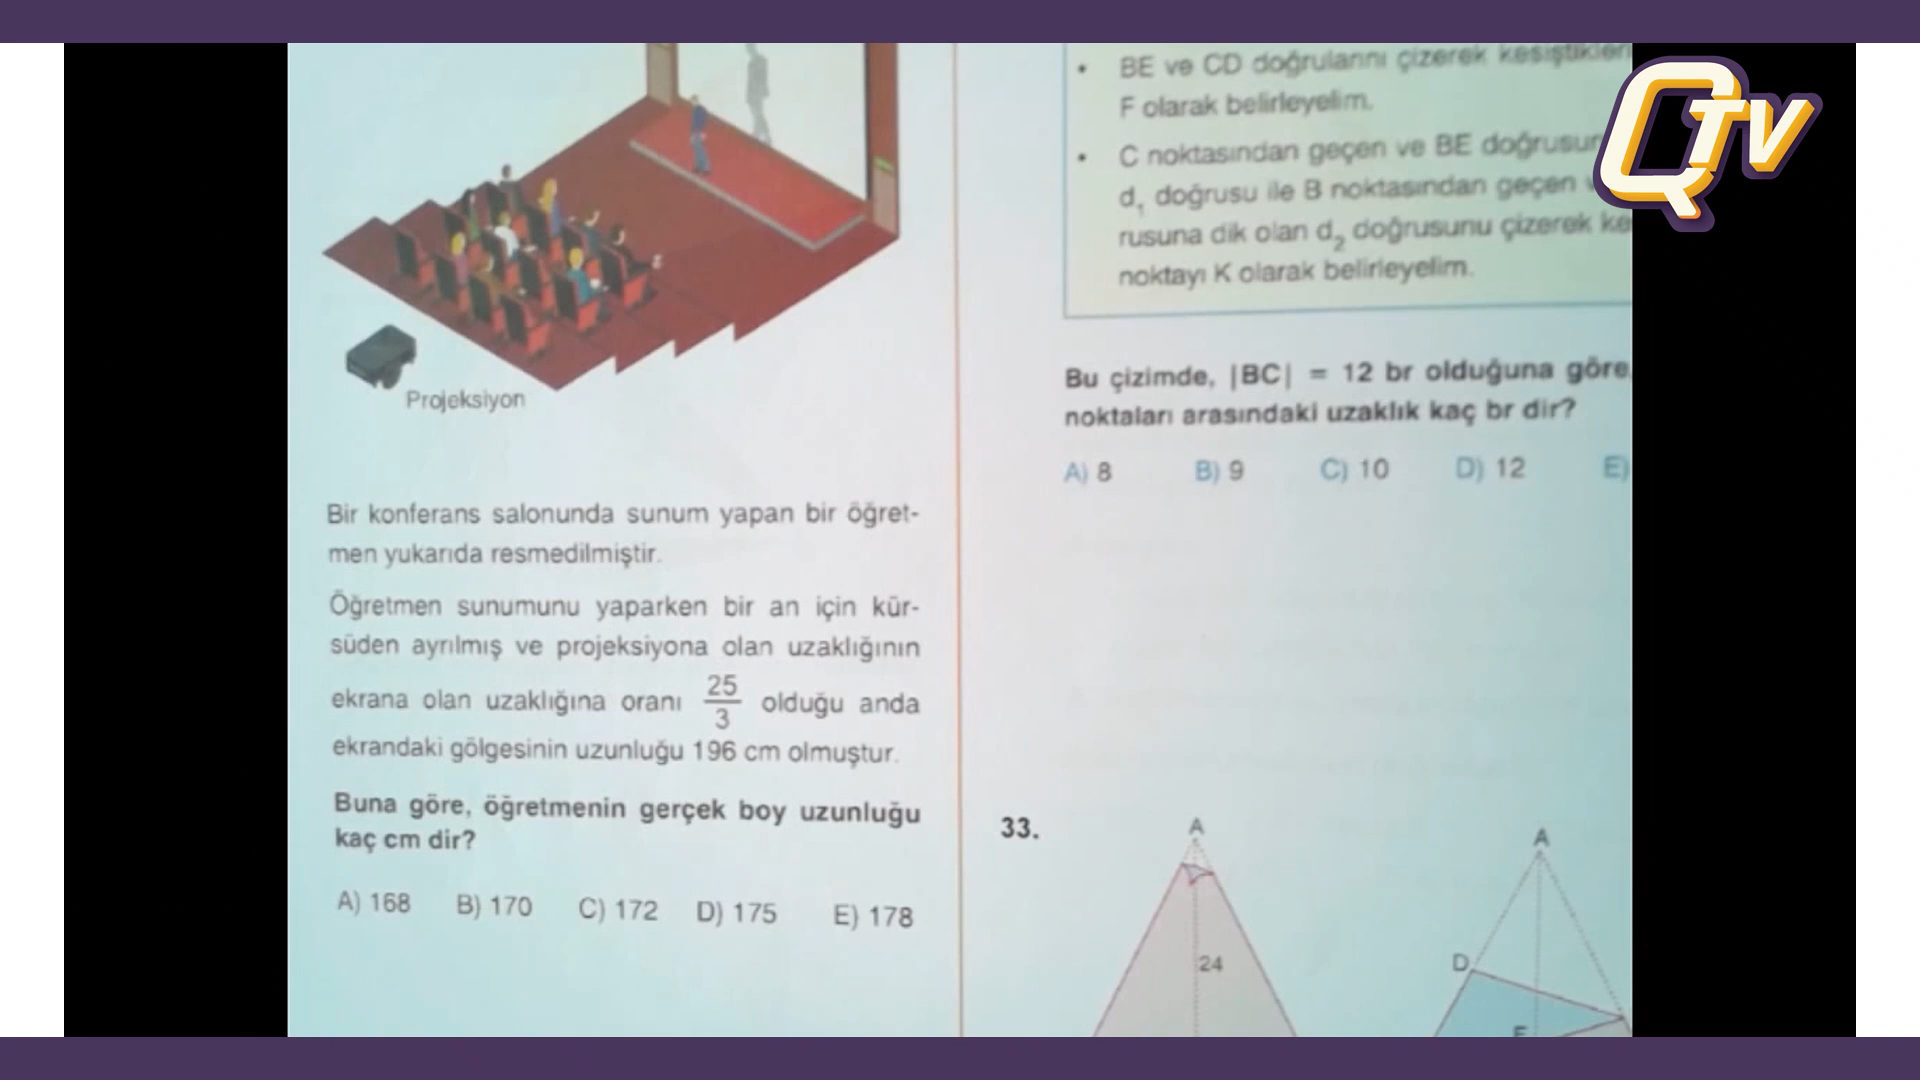 Projeksiyon
Bir konferans salonunda sunum yapan bir öğret-
men yukarıda resmedilmiştir.
Öğretmen sunumunu yaparken bir an için kür-
süden ayrılmış ve projeksiyona olan uzaklığının
ekrana olan uzaklığına oranı 25/3 olduğu anda
ekrandaki gölgesinin uzunluğu 196 cm olmuştur.
Buna göre, öğretmenin gerçek boy uzunluğu
kaç cm dir?
A) 168 B) 170 C) 172 D) 175 E) 178
• BE ve CD doğrularını çizerek
F olarak belirleyelim.
• C noktasından geçen ve BE
d₁ doğrusu ile B noktasından geçen
rusuna dik olan d₂ doğrusunu çizerek
noktayı K olarak belirleyelim.
Bu çizimde, |BC| = 12 br olduğuna göre
noktaları arasındaki uzaklık kaç br dir?
A) 8 B) 9 C) 10 D) 12 E)
33.
A
24
A
D
QTV